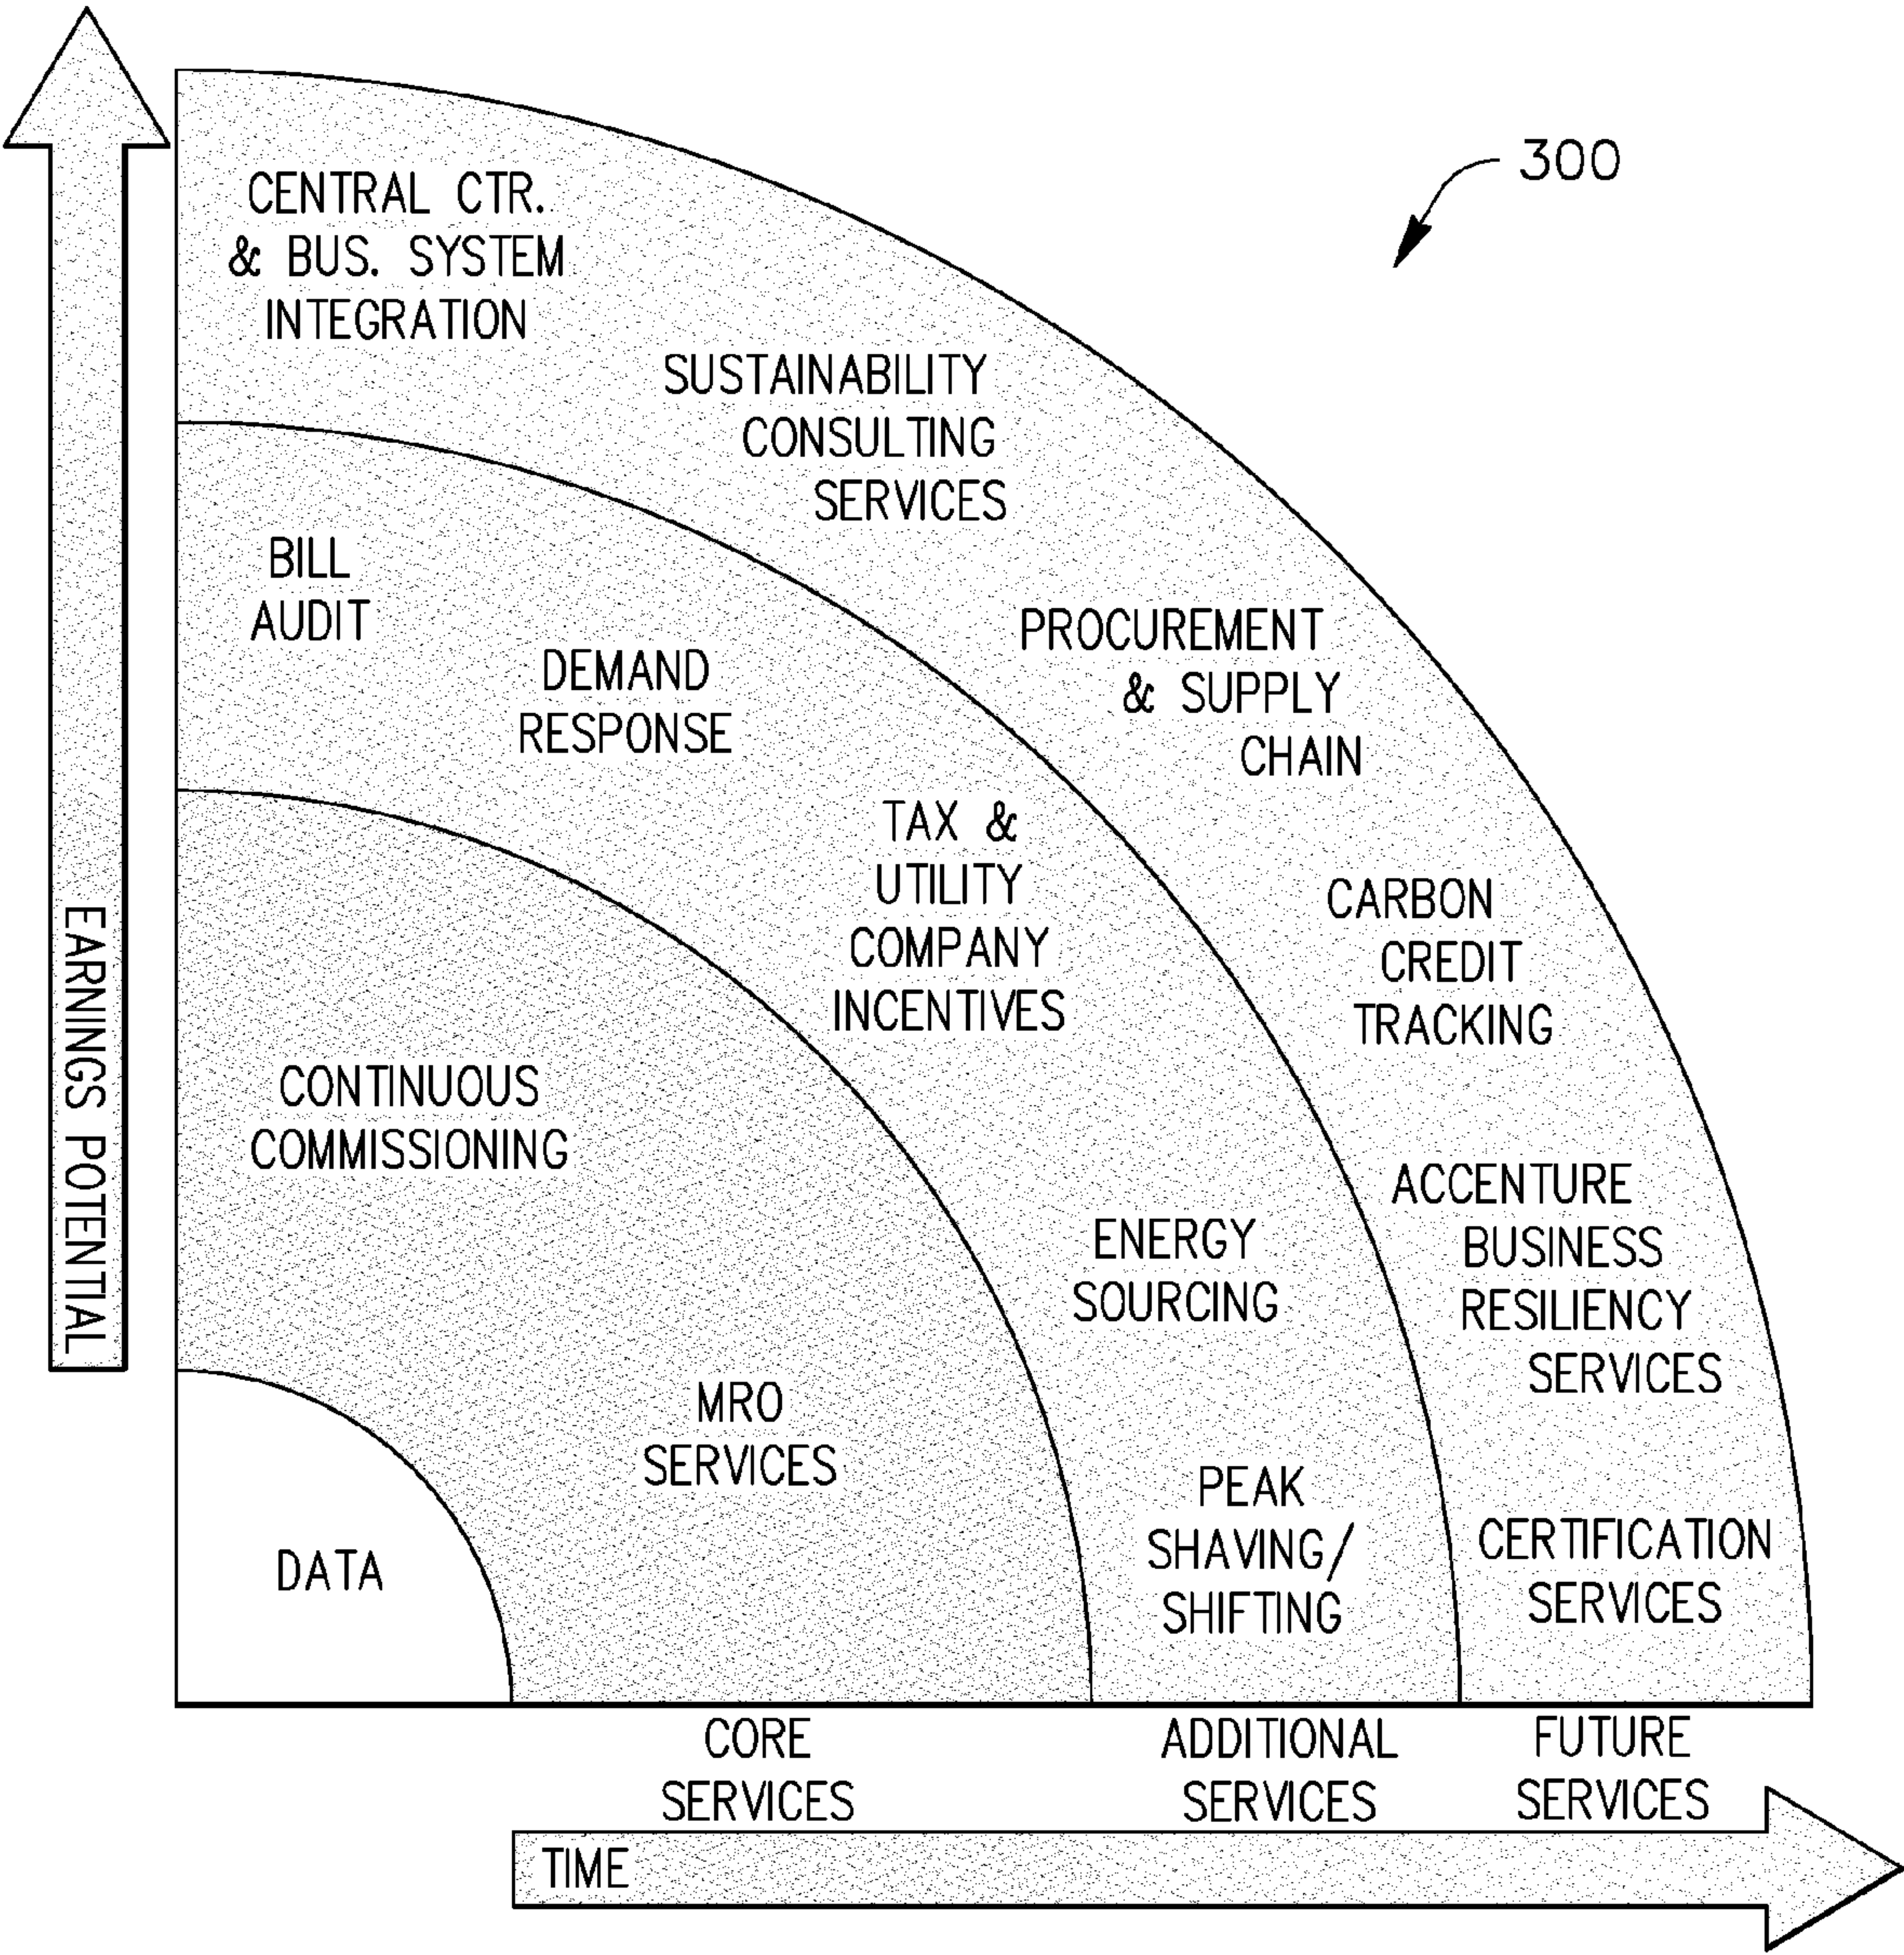 300
CENTRAL CTR.
& BUS. SYSTEM
INTEGRATION
SUSTAINABILITY
CONSULTING
SERVICES
PROCUREMENT
& SUPPLY
CHAIN
CARBON
CREDIT
TRACKING
ACCENTURE
BUSINESS
RESILIENCY
SERVICES
CERTIFICATION
SERVICES
BILL
AUDIT
DEMAND
RESPONSE
TAX &
UTILITY
COMPANY
INCENTIVES
ENERGY
SOURCING
PEAK
SHAVING/
SHIFTING
CONTINUOUS
COMMISSIONING
MRO
SERVICES
DATA
EARNINGS POTENTIAL
CORE
SERVICES
ADDITIONAL
SERVICES
FUTURE
SERVICES
TIME